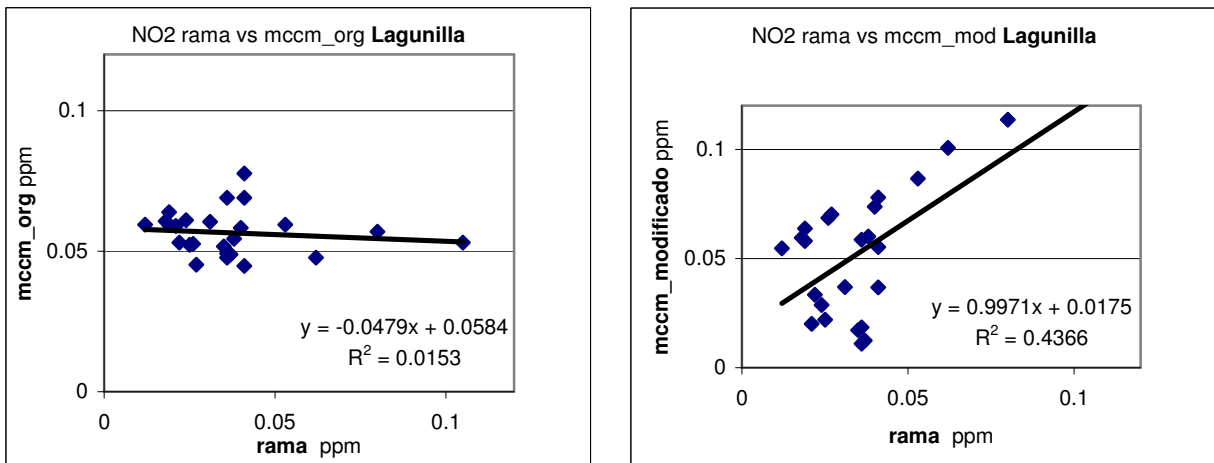 NO2 rama vs mccm_org Lagunilla
0.1
0.05
0
mccm_org ppm
y = -0.0479x + 0.0584
R² = 0.0153
0
0.05
0.1
rama ppm
NO2 rama vs mccm_mod Lagunilla
0.1
0.05
0
mccm_modificado ppm
y = 0.9971x + 0.0175
R² = 0.4366
0
0.05
0.1
rama ppm